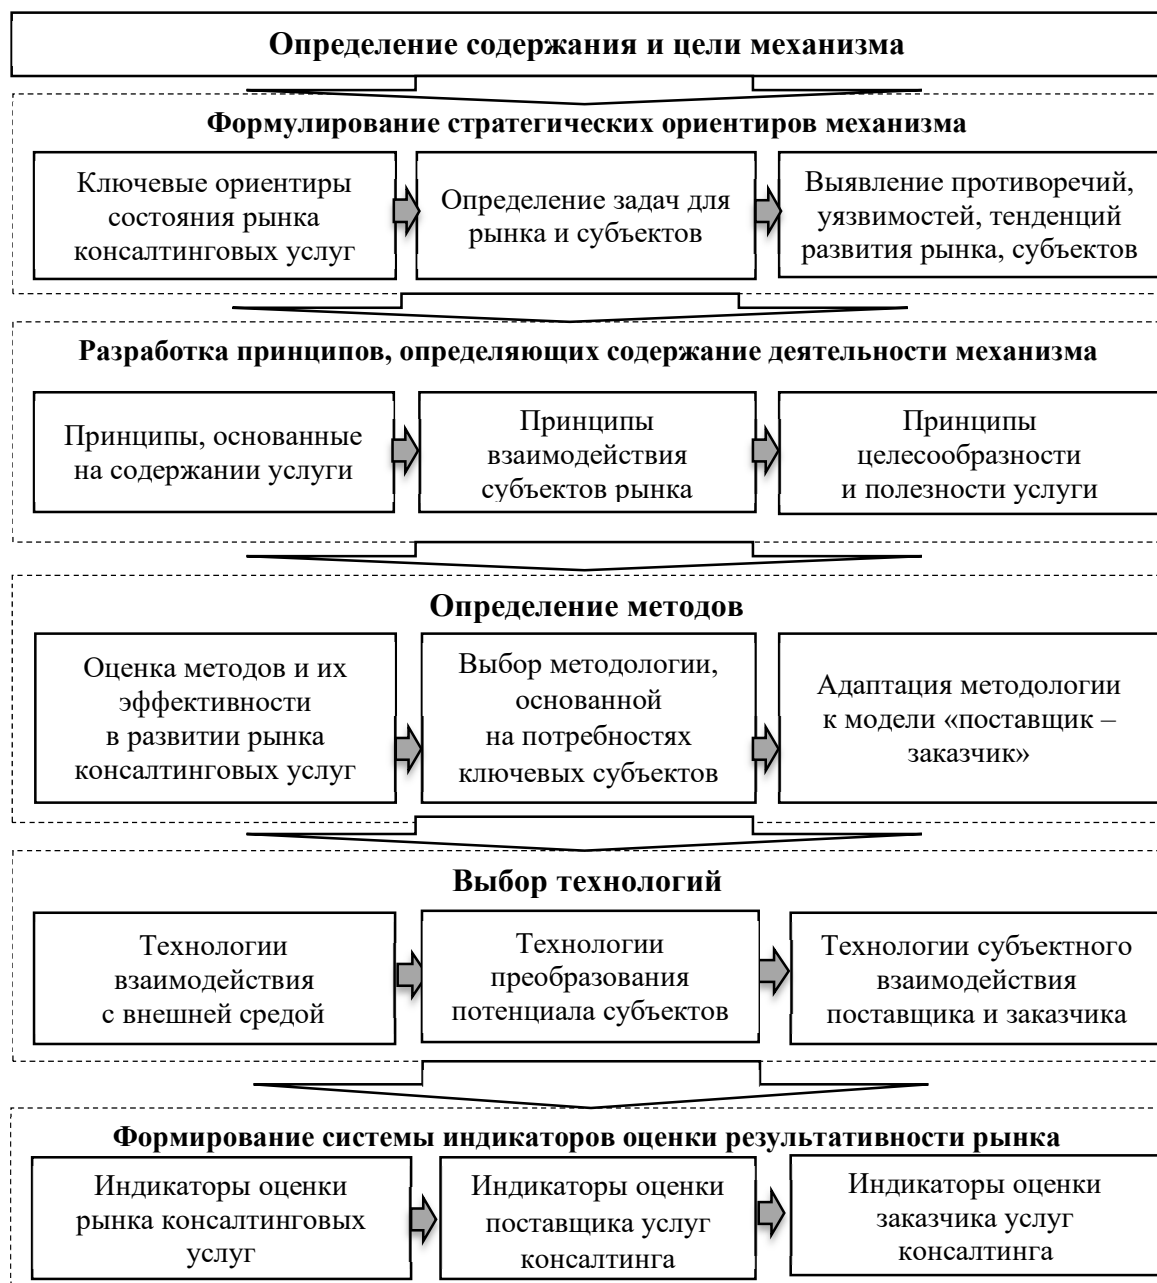 Определение содержания и цели механизма
Формулирование стратегических ориентиров механизма
Ключевые ориентиры
состояния рынка
консалтинговых услуг
Определение задач для
рынка и субъектов
Выявление противоречий,
уязвимостей, тенденций
развития рынка, субъектов
Разработка принципов, определяющих содержание деятельности механизма
Принципы, основанные
на содержании услуги
Принципы
взаимодействия
субъектов рынка
Принципы
целесообразности
и полезности услуги
Определение методов
Оценка методов и их
эффективности
в развитии рынка
консалтинговых услуг
Выбор методологии,
основанной
на потребностях
ключевых субъектов
Адаптация методологии
к модели «поставщик –
заказчик»
Выбор технологий
Технологии
взаимодействия
с внешней средой
Технологии
преобразования
потенциала субъектов
Технологии субъектного
взаимодействия
поставщика и заказчика
Формирование системы индикаторов оценки результативности рынка
Индикаторы оценки
рынка консалтинговых
услуг
Индикаторы оценки
поставщика услуг
консалтинга
Индикаторы оценки
заказчика услуг
консалтинга